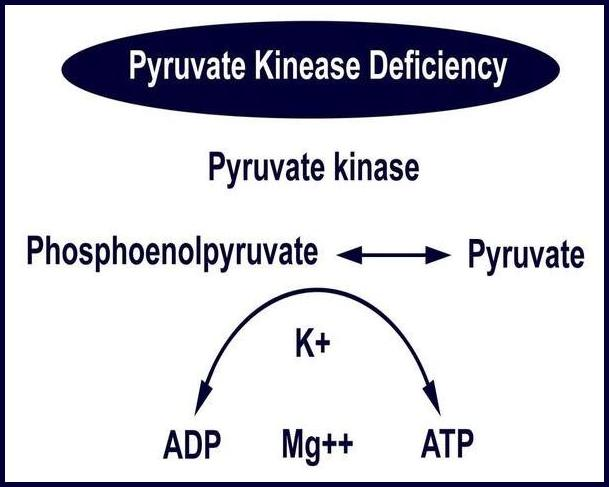 Pyruvate Kinease Deficiency
Pyruvate kinase
Phosphoenolpyruvate Pyruvate
K+
ADP Mg++ ATP